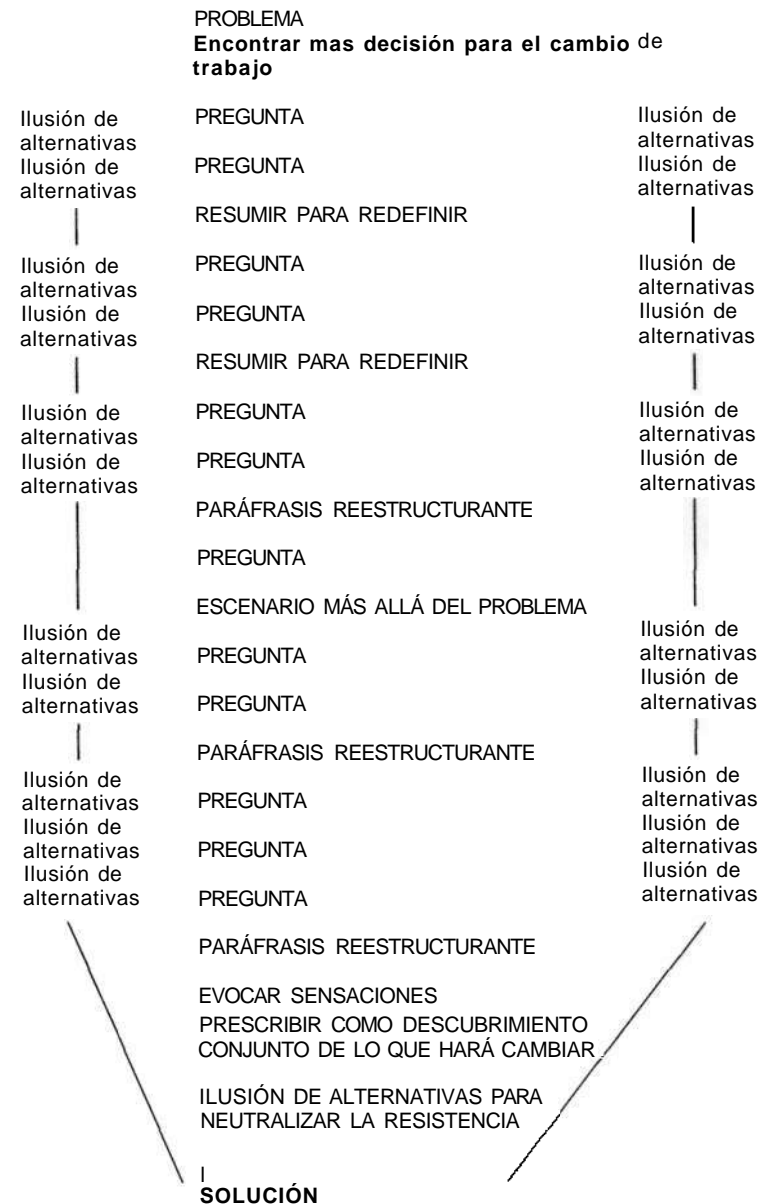 PROBLEMA
Encontrar mas decisión para el cambio de
trabajo
Ilusión de
alternativas
Ilusión de
alternativas
PREGUNTA
PREGUNTA
Ilusión de
alternativas
Ilusión de
alternativas
RESUMIR PARA REDEFINIR
Ilusión de
alternativas
Ilusión de
alternativas
PREGUNTA
PREGUNTA
Ilusión de
alternativas
Ilusión de
alternativas
RESUMIR PARA REDEFINIR
Ilusión de
alternativas
Ilusión de
alternativas
PREGUNTA
PREGUNTA
Ilusión de
alternativas
Ilusión de
alternativas
PARÁFRASIS REESTRUCTURANTE
PREGUNTA
ESCENARIO MÁS ALLÁ DEL PROBLEMA
Ilusión de
alternativas
Ilusión de
alternativas
PREGUNTA
PREGUNTA
Ilusión de
alternativas
Ilusión de
alternativas
PARÁFRASIS REESTRUCTURANTE
Ilusión de
alternativas
Ilusión de
alternativas
Ilusión de
alternativas
PREGUNTA
PREGUNTA
PREGUNTA
Ilusión de
alternativas
Ilusión de
alternativas
Ilusión de
alternativas
PARÁFRASIS REESTRUCTURANTE
EVOCAR SENSACIONES
PRESCRIBIR COMO DESCUBRIMIENTO
CONJUNTO DE LO QUE HARÁ CAMBIAR
ILUSIÓN DE ALTERNATIVAS PARA
NEUTRALIZAR LA RESISTENCIA
SOLUCIÓN